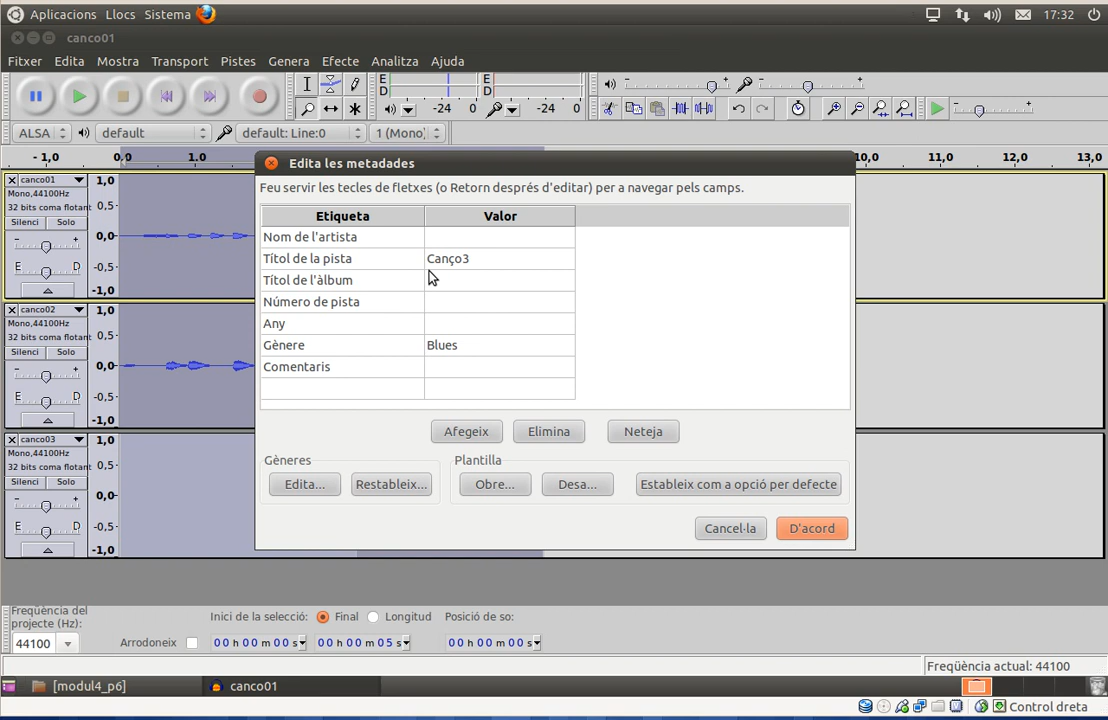 Aplicacions Llocs Sistema 17:32
canco01
Fitxer Edita Mostra Transport Pistes Genera Efecte Analitza Ajuda
E E
D -24 0 D -24 0
ALSA default default: Line:0 1 (Mono)
- 1,0 0,0 1,0 10,0 11,0 12,0 13,0
Edita les metadades
Feu servir les tecles de fletxes (o Retorn després d'editar) per a navegar pels camps.
Etiqueta Valor
Nom de l'artista
Títol de la pista Canço3
Títol de l'àlbum
Número de pista
Any
Gènere Blues
Comentaris
Afegeix Elimina Neteja
Gèneres Plantilla
Edita... Restableix... Obre... Desa... Estableix com a opció per defecte
Cancel·la D'acord
canco01 1,0
Mono,44100Hz
32 bits coma flotant 0,5-
Silenci Solo
- + 0,0-
E D -0,5-
-1,0
canco02 1,0
Mono,44100Hz
32 bits coma flotant 0,5-
Silenci Solo
- + 0,0-
E D -0,5-
-1,0
canco03 1,0
Mono,44100Hz
32 bits coma flotant 0,5-
Silenci Solo
- + 0,0-
E D -0,5-
-1,0
Freqüència del
projecte (Hz): Inici de la selecció: Final Longitud Posició de so:
44100 Arrodoneix 00 h 00 m 00 s 00 h 00 m 05 s 00 h 00 m 00 s
Freqüència actual: 44100
[modul4_p6] canco01
Control dreta